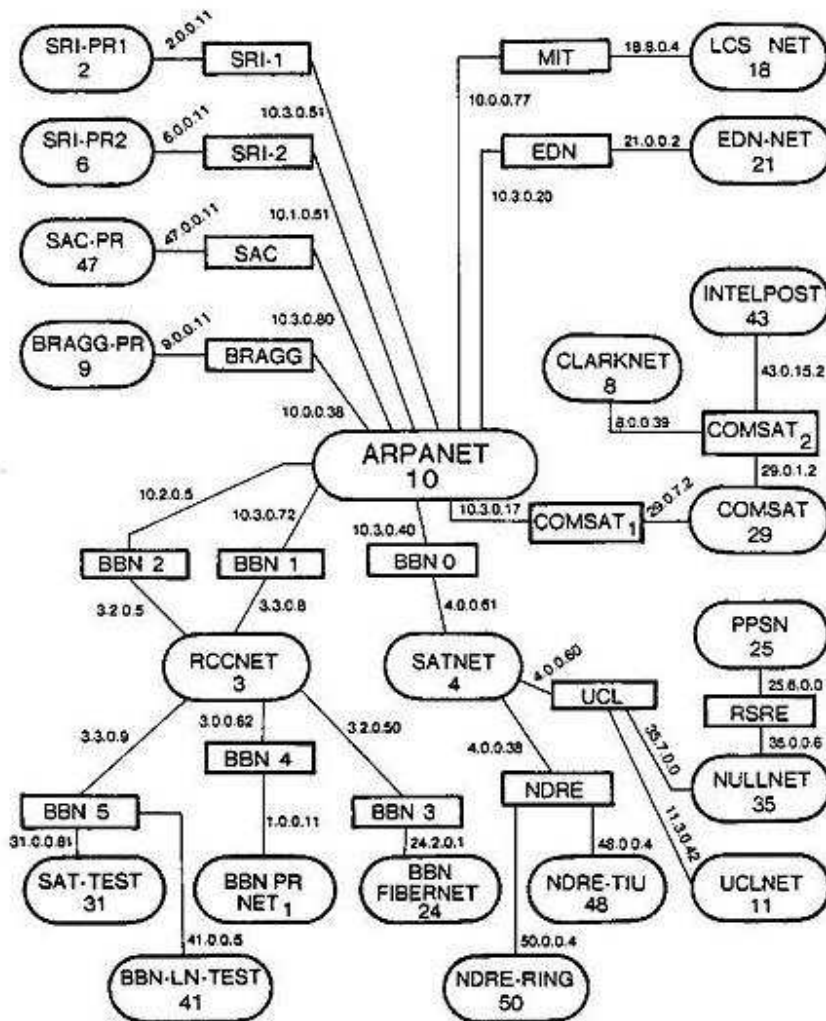 SRI-PR1
2
2.0.0.11
SRI-1
10.3.0.51
MIT
18.8.0.4
LCS NET
18
10.0.0.77
SRI-PR2
6
6.0.0.11
SRI-2
10.1.0.51
EDN
21.0.0.2
EDN-NET
21
10.3.0.20
SAC-PR
47
47.0.0.11
SAC
10.3.0.80
INTELPOST
43
BRAGG-PR
9
9.0.0.11
BRAGG
10.0.0.38
CLARKNET
8
43.0.15.2
8.0.0.39
COMSAT 2
ARPANET
10
29.0.1.2
10.2.0.5
10.3.0.72
10.3.0.40
10.3.0.17
COMSAT 1
29.0.7.2
COMSAT
29
BBN 2
BBN 1
BBN 0
3.2.0.5
3.3.0.8
4.0.0.61
PPSN
25
RCCNET
3
SATNET
4
4.0.0.60
UCL
25.6.0.0
RSRE
3.3.0.9
3.0.0.62
3.2.0.50
4.0.0.38
35.7.0.0
35.0.0.6
BBN 4
NDRE
NULLNET
35
BBN 5
BBN 3
31.0.0.81
1.0.0.11
24.2.0.1
48.0.0.4
11.3.0.42
SAT-TEST
31
BBN PR
NET 1
BBN
FIBERNET
24
NDRE-TIU
48
UCLNET
11
41.0.0.5
50.0.0.4
BBN-LN-TEST
41
NDRE-RING
50